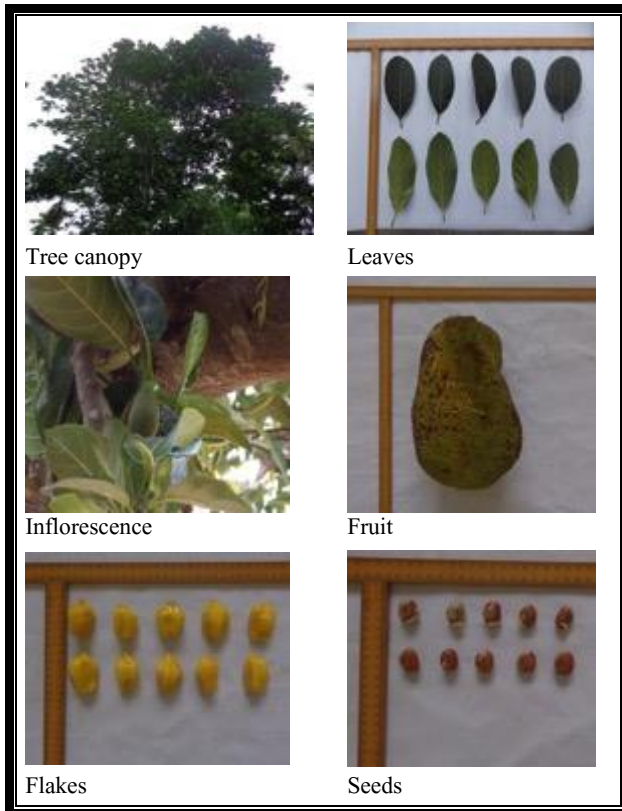 Tree canopy
Leaves
Inflorescence
Fruit
Flakes
Seeds